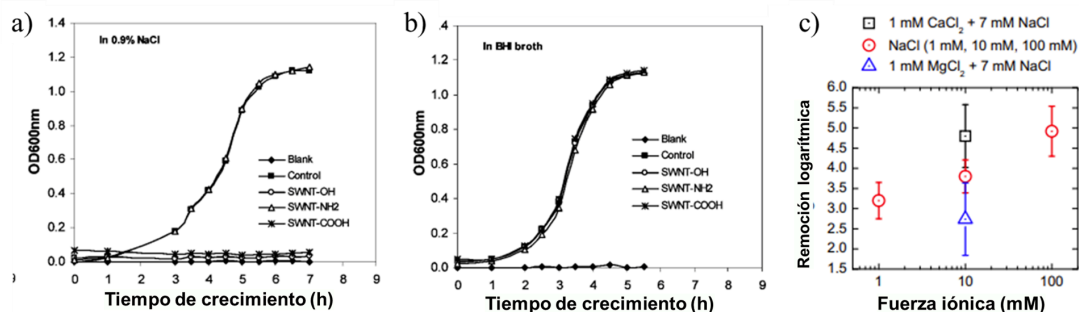 a)
In 0.9% NaCl
OD600nm
1.4
1.2
1.0
0.8
0.6
0.4
0.2
0.0
Blank
Control
SWNT-OH
SWNT-NH2
SWNT-COOH
0 1 2 3 4 5 6 7 8 9
Tiempo de crecimiento (h)
9
b)
In BHI broth
OD600nm
1.4
1.2
1.0
0.8
0.6
0.4
0.2
0.0
Blank
Control
SWNT-OH
SWNT-NH2
SWNT-COOH
0 1 2 3 4 5 6 7 8 9
Tiempo de crecimiento (h)
c)
1 mM CaCl2 + 7 mM NaCl
NaCl (1 mM, 10 mM, 100 mM)
1 mM MgCl2 + 7 mM NaCl
Remoción logarítmica
6.0
5.5
5.0
4.5
4.0
3.5
3.0
2.5
2.0
1.5
1 10 100
Fuerza iónica (mM)